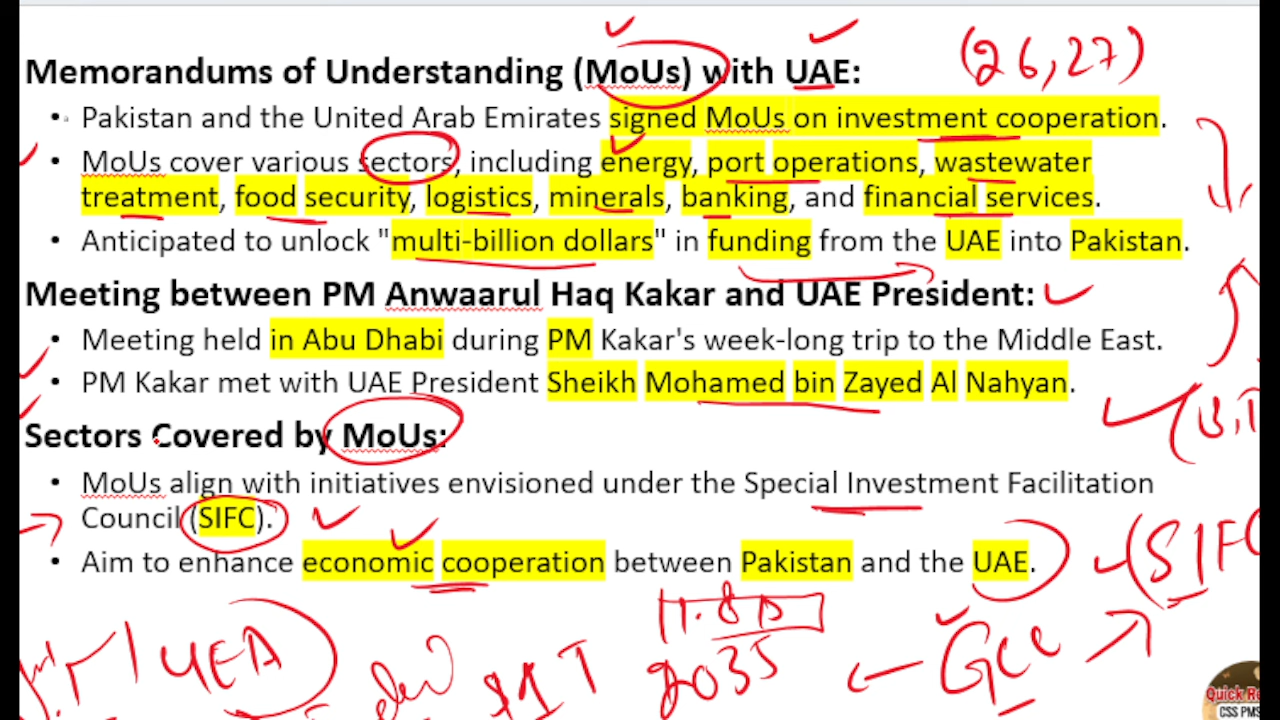 (26,27)
Memorandums of Understanding (MoUs) with UAE:
• Pakistan and the United Arab Emirates signed MoUs on investment cooperation.
• MoUs cover various sectors, including energy, port operations, wastewater
treatment, food security, logistics, minerals, banking, and financial services.
• Anticipated to unlock "multi-billion dollars" in funding from the UAE into Pakistan.
Meeting between PM Anwaarul Haq Kakar and UAE President:
• Meeting held in Abu Dhabi during PM Kakar's week-long trip to the Middle East.
• PM Kakar met with UAE President Sheikh Mohamed bin Zayed Al Nahyan.
Sectors Covered by MoUs:
• MoUs align with initiatives envisioned under the Special Investment Facilitation
Council (SIFC).
• Aim to enhance economic cooperation between Pakistan and the UAE.
(SIFC
2035
GCC
Quick Re
CSS PMS